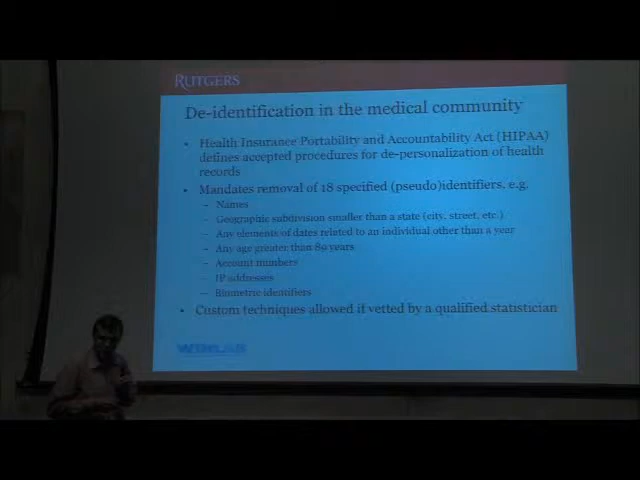 RUTGERS
De-identification in the medical community
• Health Insurance Portability and Accountability Act (HIPAA)
defines accepted procedures for de-personalization of health
records
• Mandates removal of 18 specified (pseudo)identifiers, e.g.
– Names
– Geographic subdivision smaller than a state (city, street, etc.)
– Any elements of dates related to an individual other than a year
– Any age greater than 89 years
– Account numbers
– IP addresses
– Biometric identifiers
• Custom techniques allowed if vetted by a qualified statistician
WINLAB